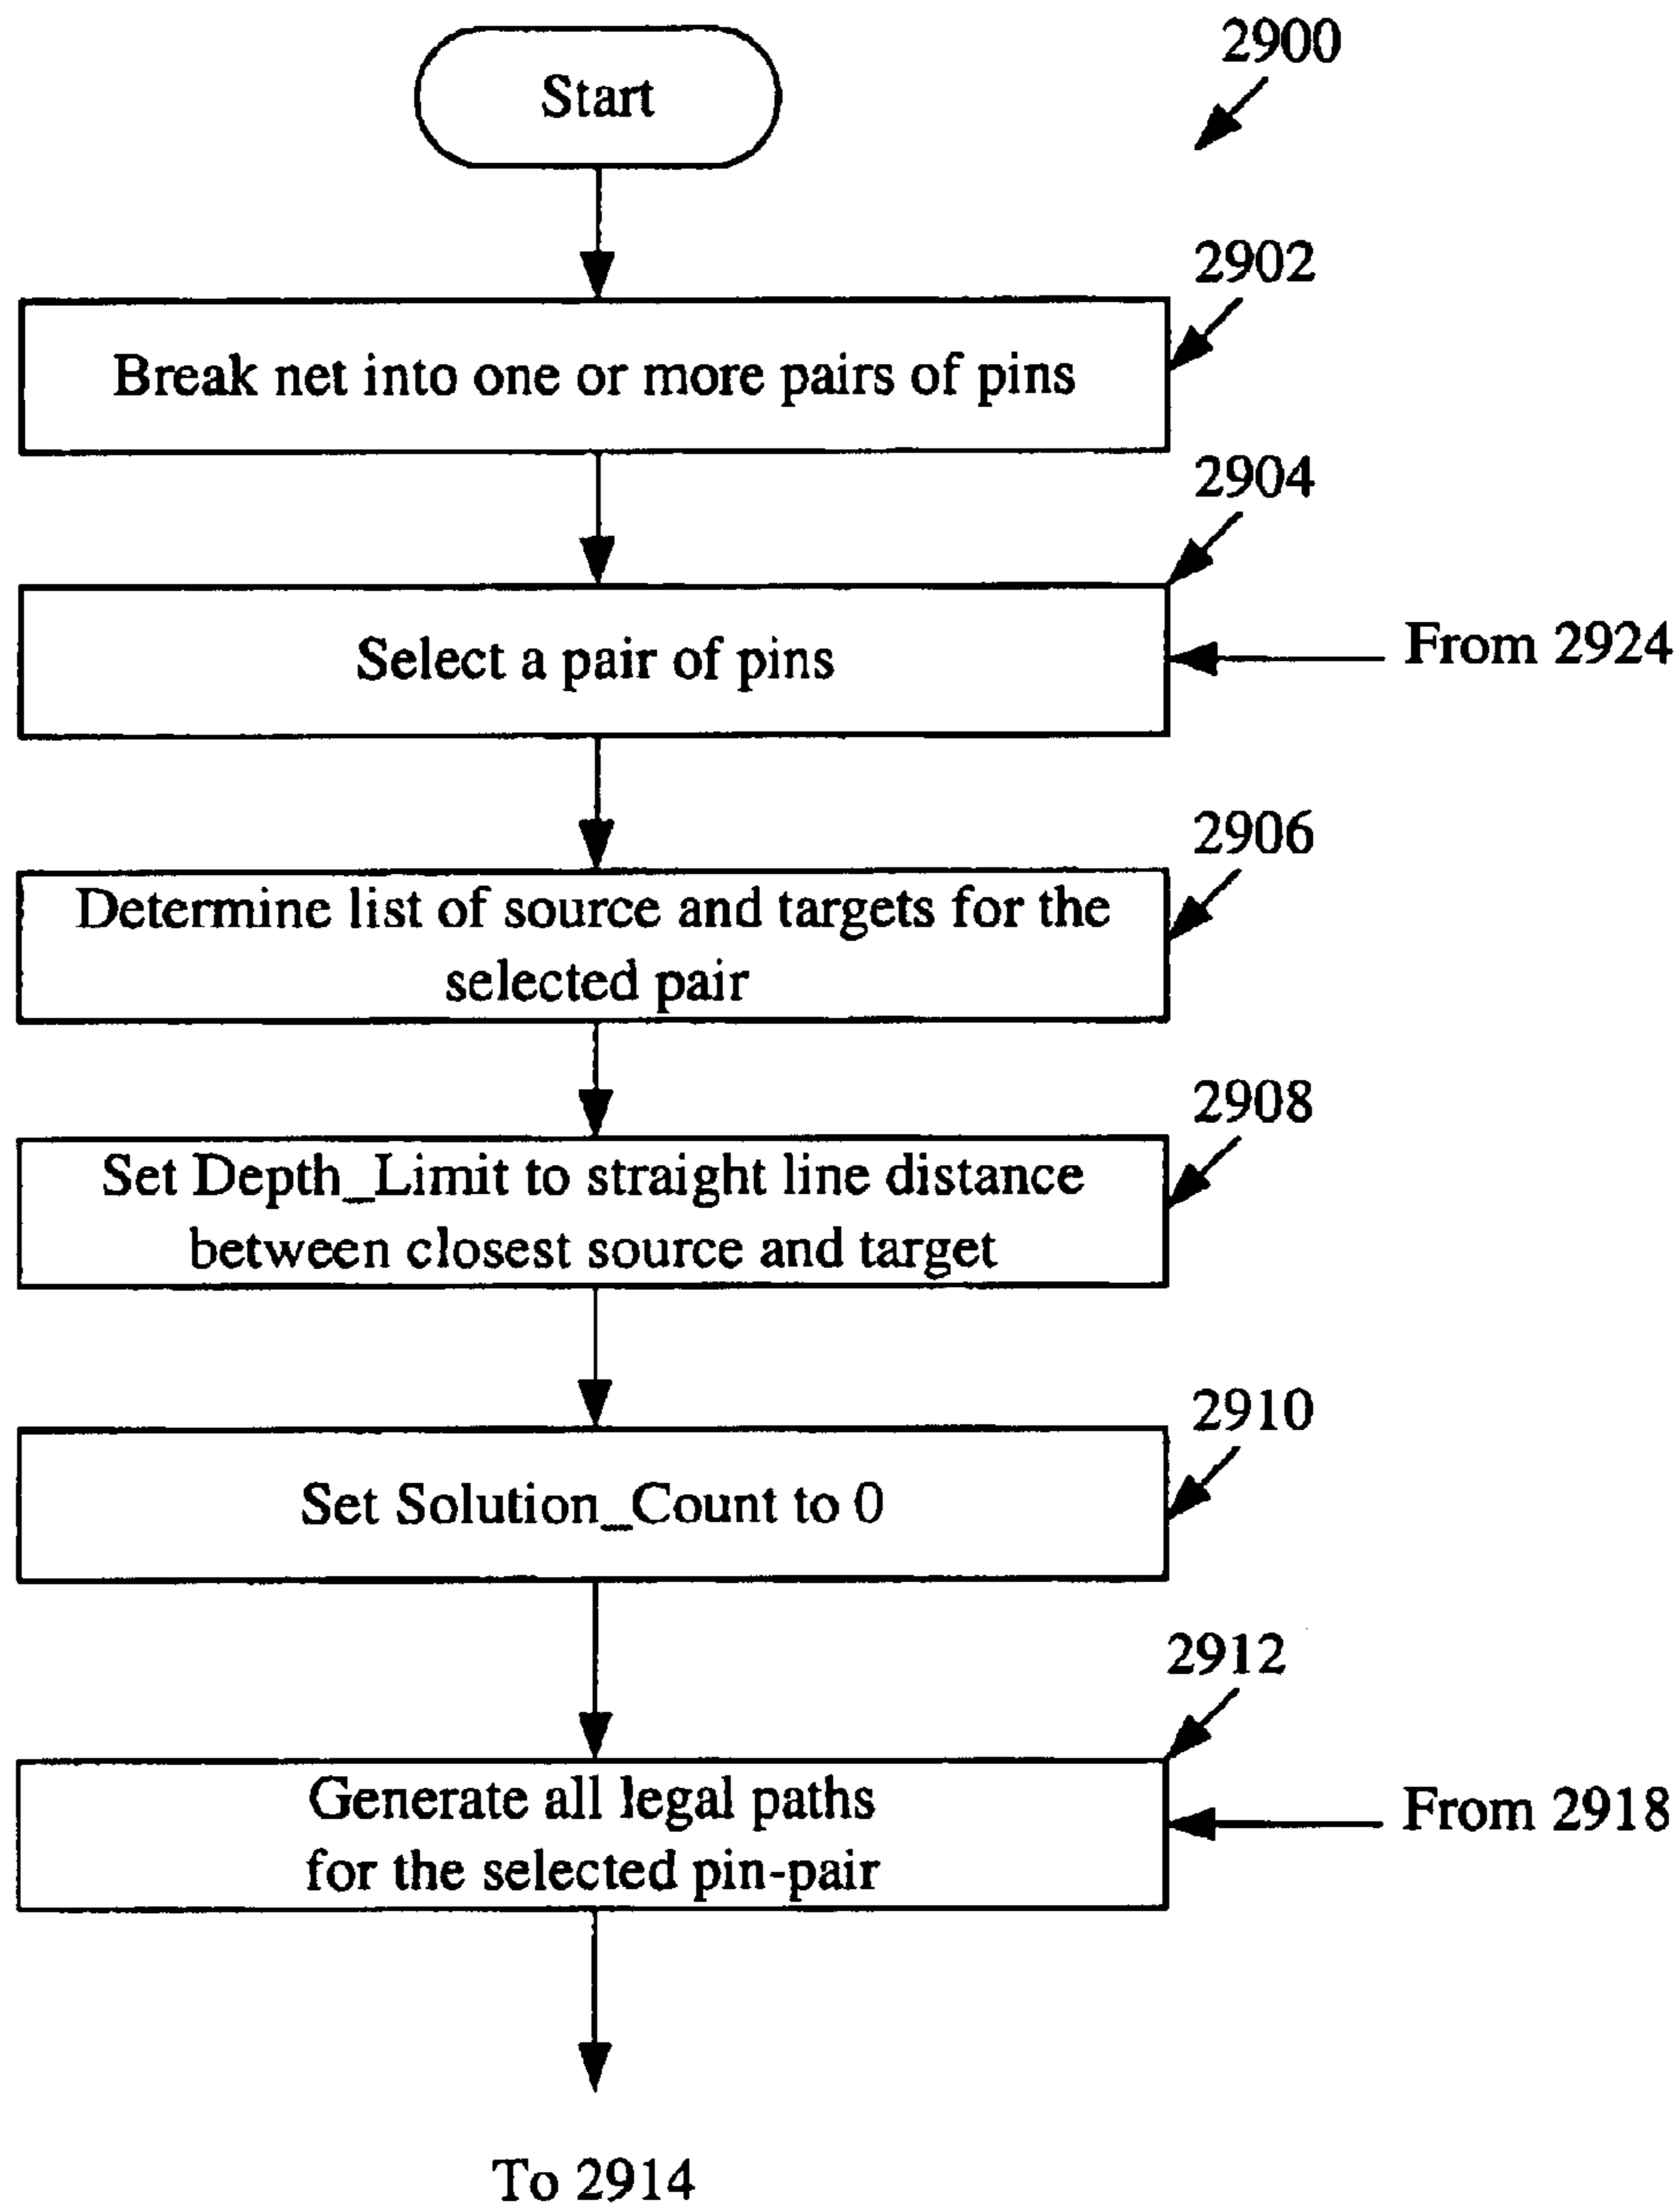 2900
Start
2902
Break net into one or more pairs of pins
2904
Select a pair of pins
From 2924
2906
Determine list of source and targets for the
selected pair
2908
Set Depth_Limit to straight line distance
between closest source and target
2910
Set Solution_Count to 0
2912
Generate all legal paths
for the selected pin-pair
From 2918
To 2914